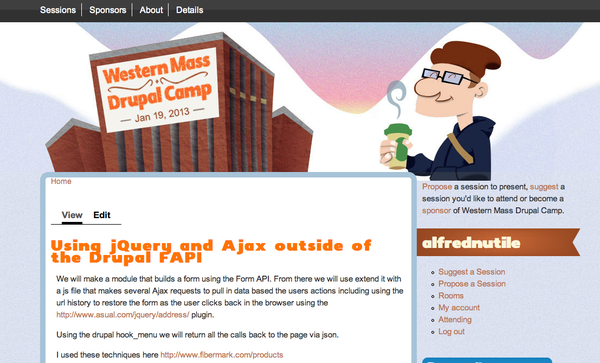 Sessions
Sponsors
About
Details
Western Mass
Drupal Camp
— Jan 19, 2013 —
Propose a session to present, suggest a
session you'd like to attend or become a
sponsor of Western Mass Drupal Camp.
Home
View
Edit
Using jQuery and Ajax outside of
the Drupal FAPI
We will make a module that builds a form using the Form API. From there we will use extend it with
a js file that makes several Ajax requests to pull in data based the users actions including using the
url history to restore the form as the user clicks back in the browser using the
http://www.asual.com/jquery/address/ plugin.
Using the drupal hook_menu we will return all the calls back to the page via json.
I used these techniques here http://www.fibermark.com/products
alfrednutile
Suggest a Session
Propose a Session
Rooms
My account
Attending
Log out